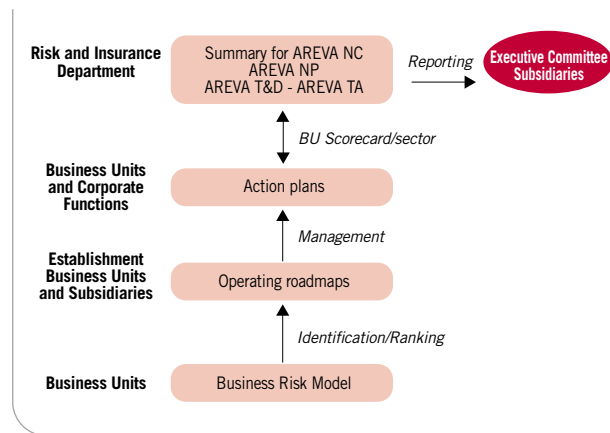 Risk and Insurance
Department
Summary for AREVA NC
AREVA NP
AREVA T&D - AREVA TA
Reporting
Executive Committee
Subsidiaries
BU Scorecard/sector
Business Units
and Corporate
Functions
Action plans
Management
Establishment
Business Units
and Subsidiaries
Operating roadmaps
Identification/Ranking
Business Units
Business Risk Model